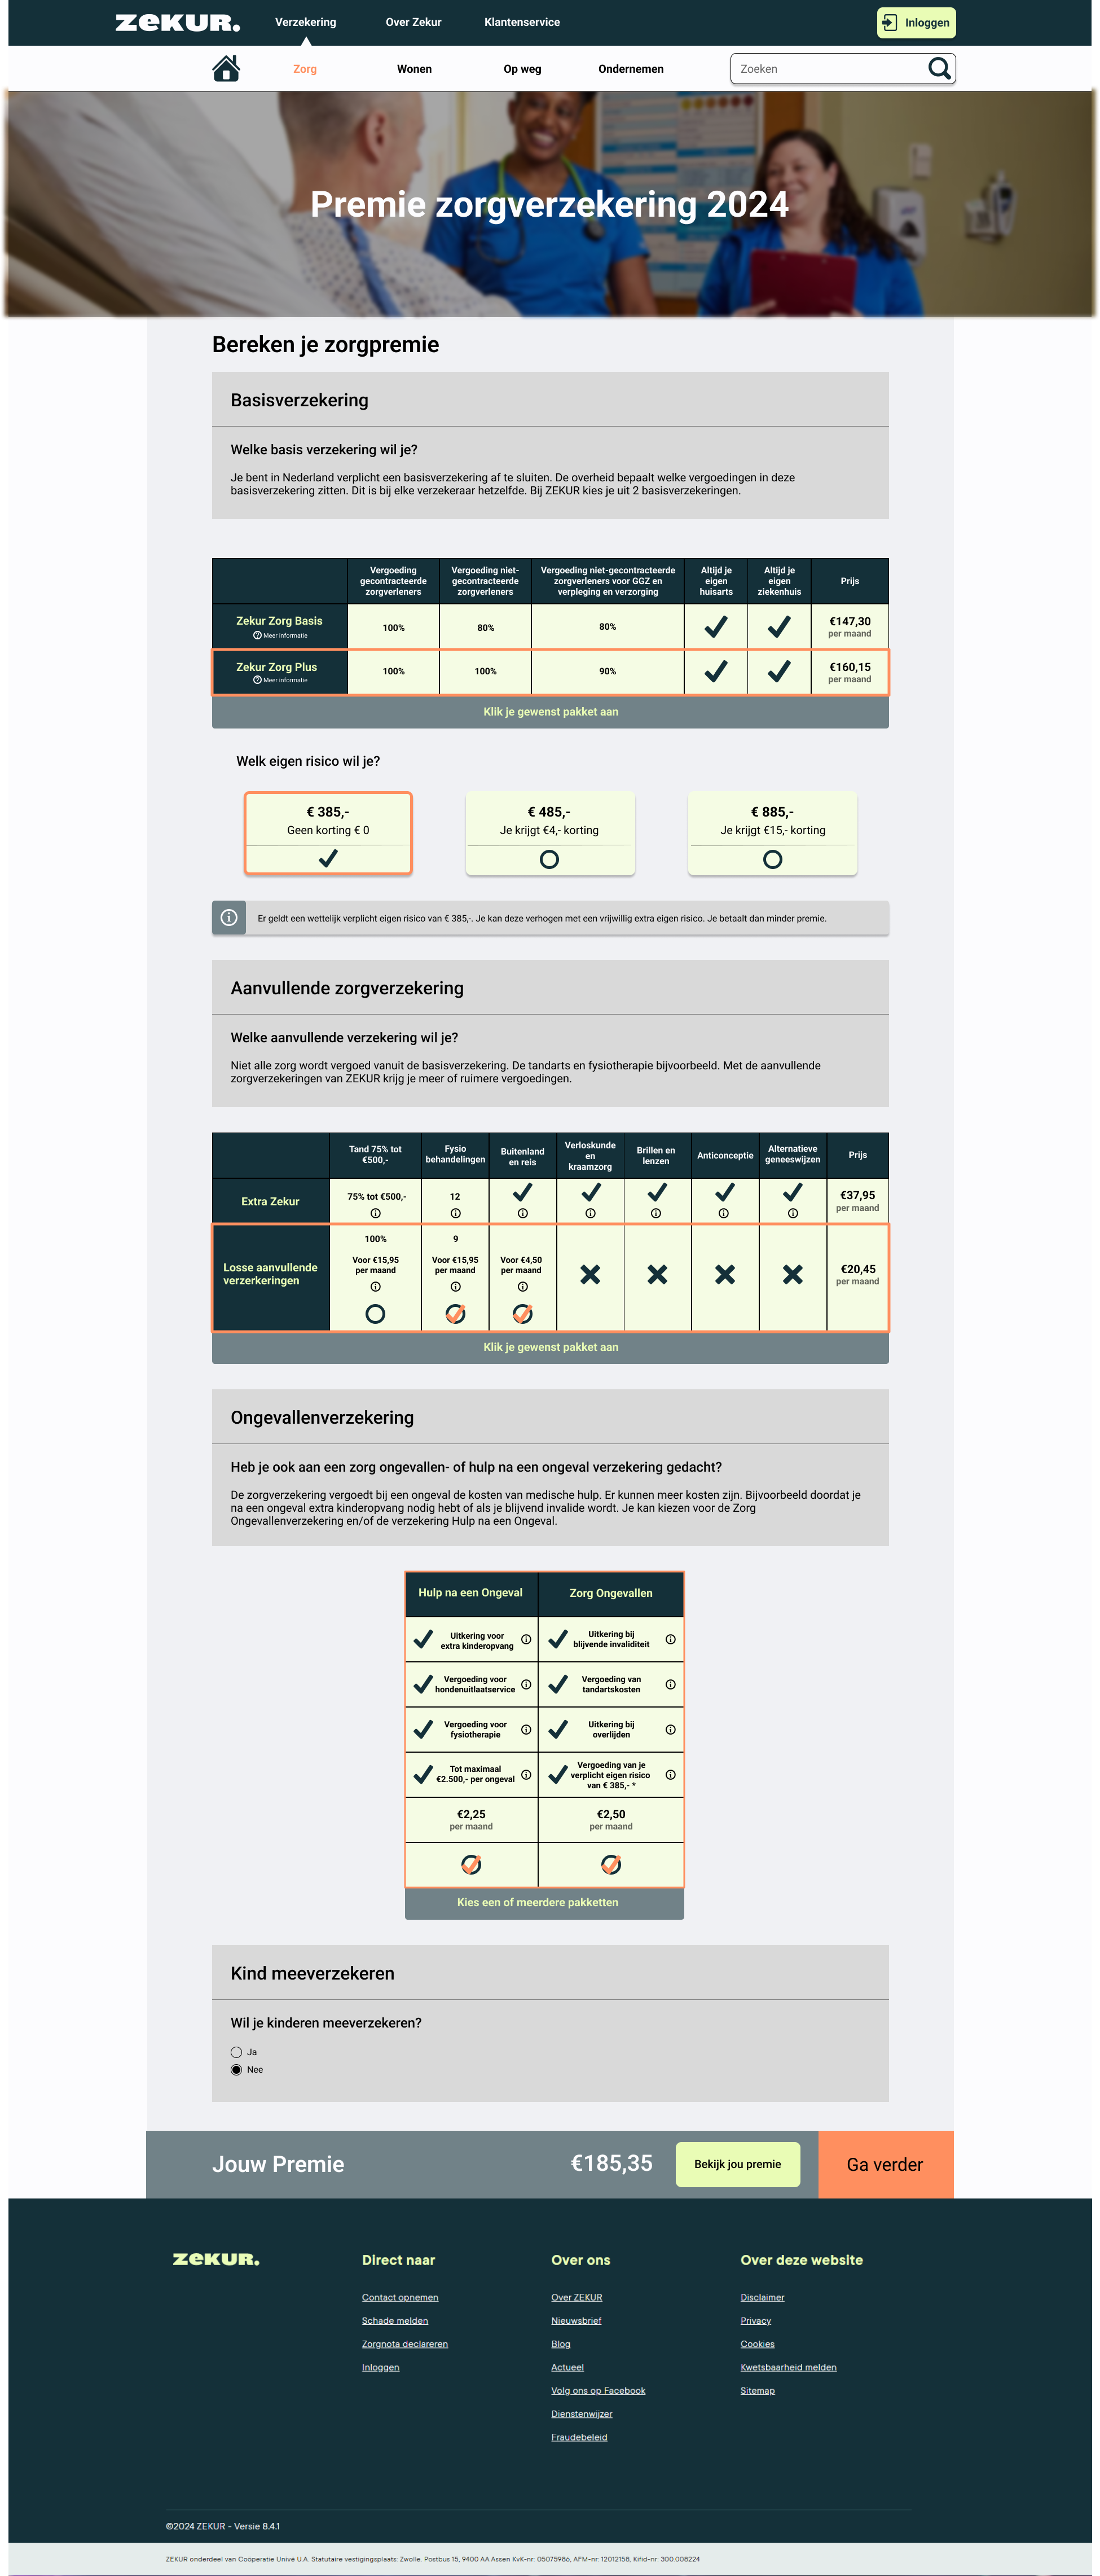 ZEKUR.
Verzekering
Over Zekur
Klantenservice
Inloggen
Zorg
Wonen
Op weg
Ondernemen
Zoeken
Premie zorgverzekering 2024
Bereken je zorgpremie
Basisverzekering
Welke basis verzekering wil je?
Je bent in Nederland verplicht een basisverzekering af te sluiten. De overheid bepaalt welke vergoedingen in deze
basisverzekering zitten. Dit is bij elke verzekeraar hetzelfde. Bij ZEKUR kies je uit 2 basisverzekeringen.
Vergoeding
gecontracteerde
zorgverleners
Vergoeding niet-
gecontracteerde
zorgverleners
Vergoeding niet-gecontracteerde
zorgverleners voor GGZ en
verpleging en verzorging
Altijd je
eigen
huisarts
Altijd je
eigen
ziekenhuis
Prijs
Zekur Zorg Basis
Meer informatie
100%
80%
80%
€147,30
per maand
Zekur Zorg Plus
Meer informatie
100%
100%
90%
€160,15
per maand
Klik je gewenst pakket aan
Welk eigen risico wil je?
€ 385,-
Geen korting € 0
€ 485,-
Je krijgt €4,- korting
€ 885,-
Je krijgt €15,- korting
Er geldt een wettelijk verplicht eigen risico van € 385,-. Je kan deze verhogen met een vrijwillig extra eigen risico. Je betaalt dan minder premie.
Aanvullende zorgverzekering
Welke aanvullende verzekering wil je?
Niet alle zorg wordt vergoed vanuit de basisverzekering. De tandarts en fysiotherapie bijvoorbeeld. Met de aanvullende
zorgverzekeringen van ZEKUR krijg je meer of ruimere vergoedingen.
Tand 75% tot
€500,-
Fysio
behandelingen
Buitenland
en reis
Verloskunde
en
kraamzorg
Brillen en
lenzen
Anticonceptie
Alternatieve
geneeswijzen
Prijs
Extra Zekur
75% tot €500,-
12
€37,95
per maand
Losse aanvullende
verzerkeringen
100%
Voor €15,95
per maand
9
Voor €15,95
per maand
Voor €4,50
per maand
€20,45
per maand
Klik je gewenst pakket aan
Ongevallenverzekering
Heb je ook aan een zorg ongevallen- of hulp na een ongeval verzekering gedacht?
De zorgverzekering vergoedt bij een ongeval de kosten van medische hulp. Er kunnen meer kosten zijn. Bijvoorbeeld doordat je
na een ongeval extra kinderopvang nodig hebt of als je blijvend invalide wordt. Je kan kiezen voor de Zorg
Ongevallenverzekering en/of de verzekering Hulp na een Ongeval.
Hulp na een Ongeval
Zorg Ongevallen
Uitkering voor
extra kinderopvang
Uitkering bij
blijvende invaliditeit
Vergoeding voor
hondenuitlaatservice
Vergoeding van
tandartskosten
Vergoeding voor
fysiotherapie
Uitkering bij
overlijden
Tot maximaal
€2.500,- per ongeval
Vergoeding van je
verplicht eigen risico
van € 385,- *
€2,25
per maand
€2,50
per maand
Kies een of meerdere pakketten
Kind meeverzekeren
Wil je kinderen meeverzekeren?
Ja
Nee
Jouw Premie
€185,35
Bekijk jou premie
Ga verder
ZEKUR.
Direct naar
Contact opnemen
Schade melden
Zorgnota declareren
Inloggen
Over ons
Over ZEKUR
Nieuwsbrief
Blog
Actueel
Volg ons op Facebook
Dienstenwijzer
Fraudebeleid
Over deze website
Disclaimer
Privacy
Cookies
Kwetsbaarheid melden
Sitemap
©2024 ZEKUR - Versie 8.4.1
ZEKUR onderdeel van Coöperatie Univé U.A. Statutaire vestigingsplaats: Zwolle. Postbus 15, 9400 AA Assen KvK-nr: 05075986, AFM-nr: 12012158, Kifid-nr: 300.008224